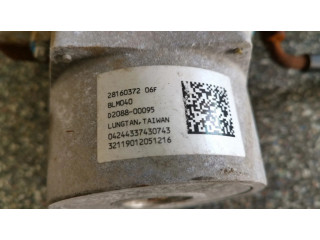 28160372 06F
BLM040
D2088-00095
LUNGTAN, TAIWAN
04244337430743
32119012051216